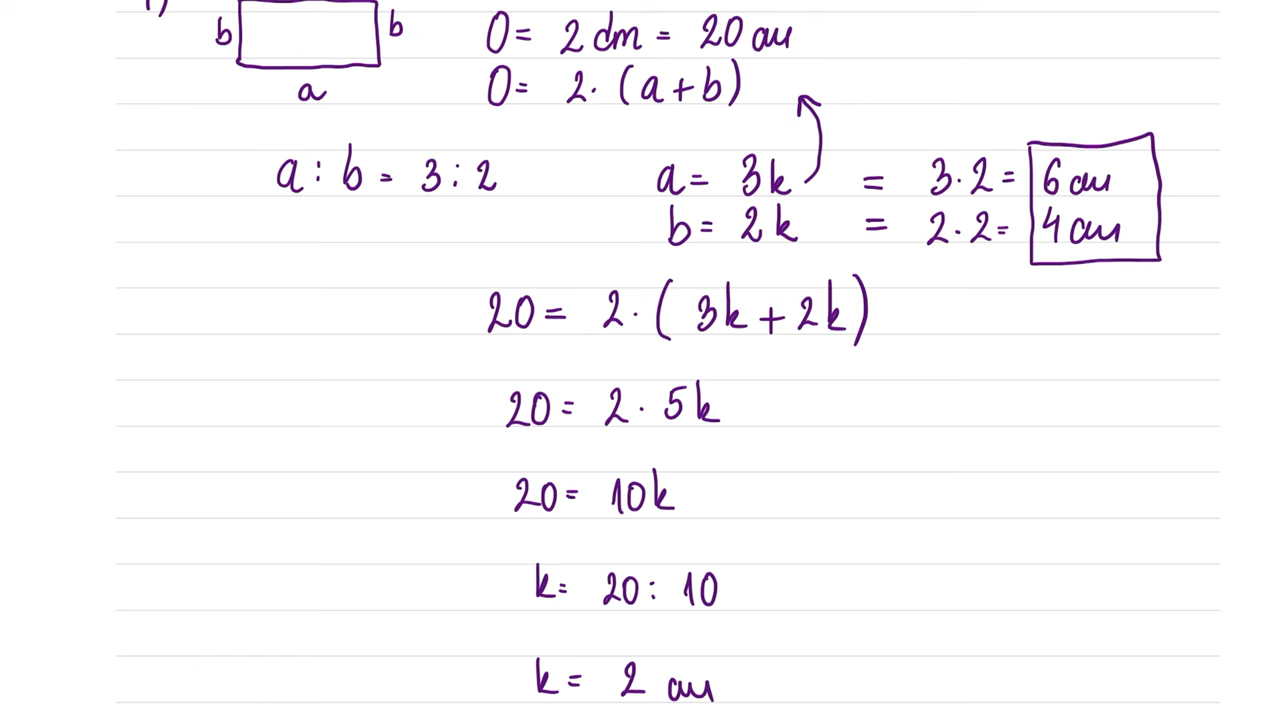 1)
b b O = 2 dm = 20 cm
O = 2 · (a + b)
a
a : b = 3 : 2 a = 3k = 3 · 2 = 6 cm
b = 2k = 2 · 2 = 4 cm
20 = 2 · ( 3k + 2k )
20 = 2 · 5k
20 = 10k
k = 20 : 10
k = 2 cm